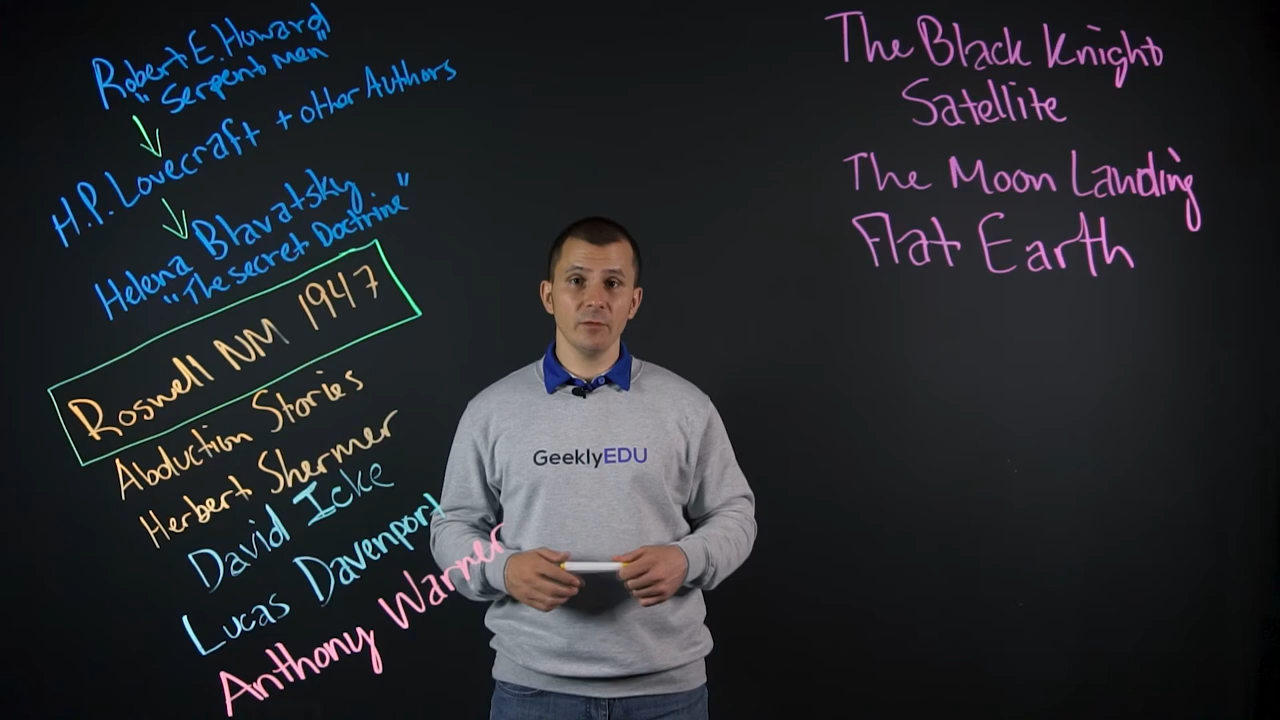 Robert E. Howard
"Serpent men"
H.P. Lovecraft + other Authors
Helena Blavatsky
"The secret Doctrine"
Roswell NM 1947
Abduction Stories
Herbert Shermer
David Icke
Lucas Davenport
Anthony Warner
The Black Knight
Satellite
The Moon Landing
Flat Earth
GeeklyEDU